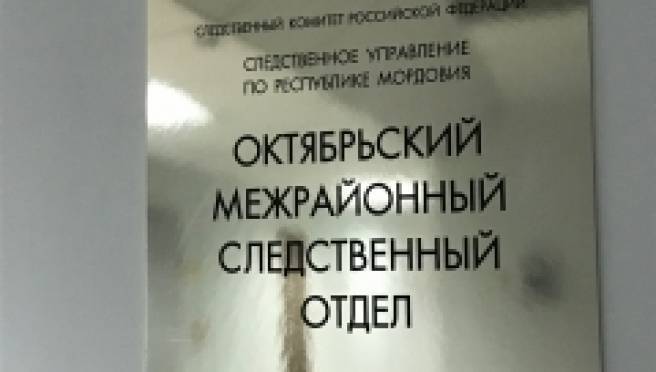 СЛЕДСТВЕННЫЙ КОМИТЕТ РОССИЙСКОЙ ФЕДЕРАЦИИ
СЛЕДСТВЕННОЕ УПРАВЛЕНИЕ
ПО РЕСПУБЛИКЕ МОРДОВИЯ
ОКТЯБРЬСКИЙ
МЕЖРАЙОННЫЙ
СЛЕДСТВЕННЫЙ
ОТДЕЛ